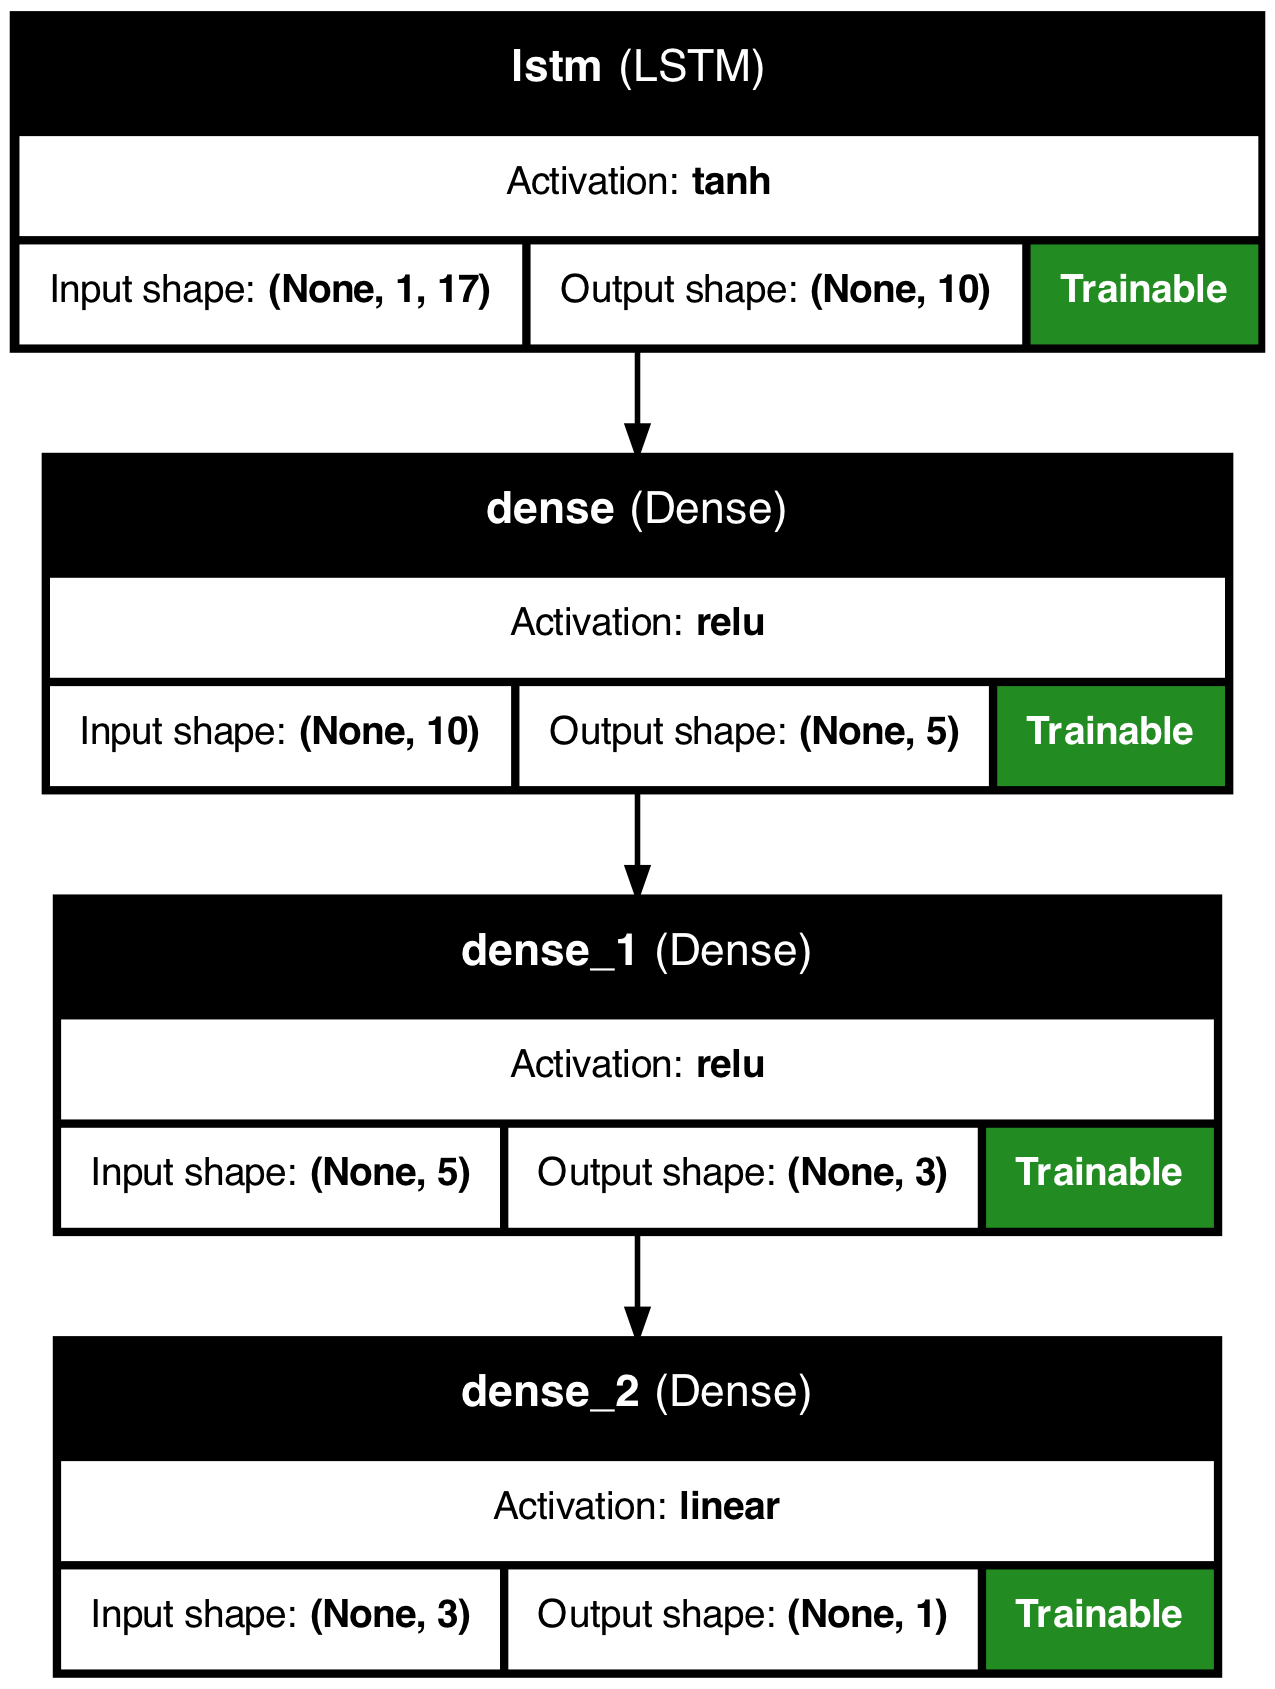 lstm (LSTM)
Activation: tanh
Input shape: (None, 1, 17) Output shape: (None, 10) Trainable
dense (Dense)
Activation: relu
Input shape: (None, 10) Output shape: (None, 5) Trainable
dense_1 (Dense)
Activation: relu
Input shape: (None, 5) Output shape: (None, 3) Trainable
dense_2 (Dense)
Activation: linear
Input shape: (None, 3) Output shape: (None, 1) Trainable